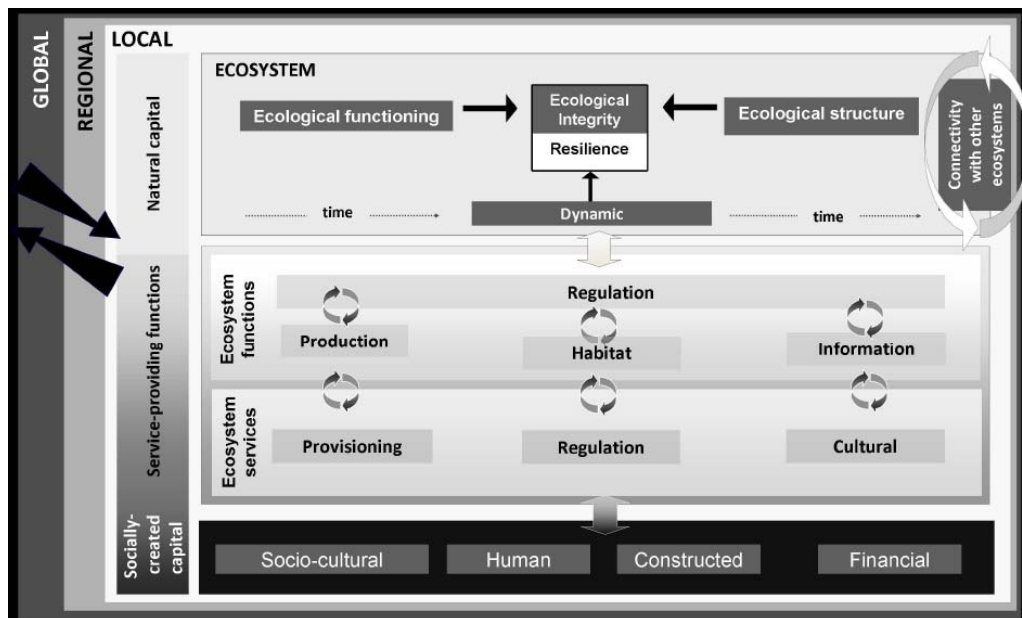 GLOBAL
REGIONAL
LOCAL
Natural capital
Service-providing functions
Socially-
created
capital
ECOSYSTEM
Ecological functioning
Ecological
Integrity
Resilience
Ecological structure
Connectivity
with other
ecosystems
time
Dynamic
time
Ecosystem
functions
Regulation
Production
Habitat
Information
Ecosystem
services
Provisioning
Regulation
Cultural
Socio-cultural
Human
Constructed
Financial